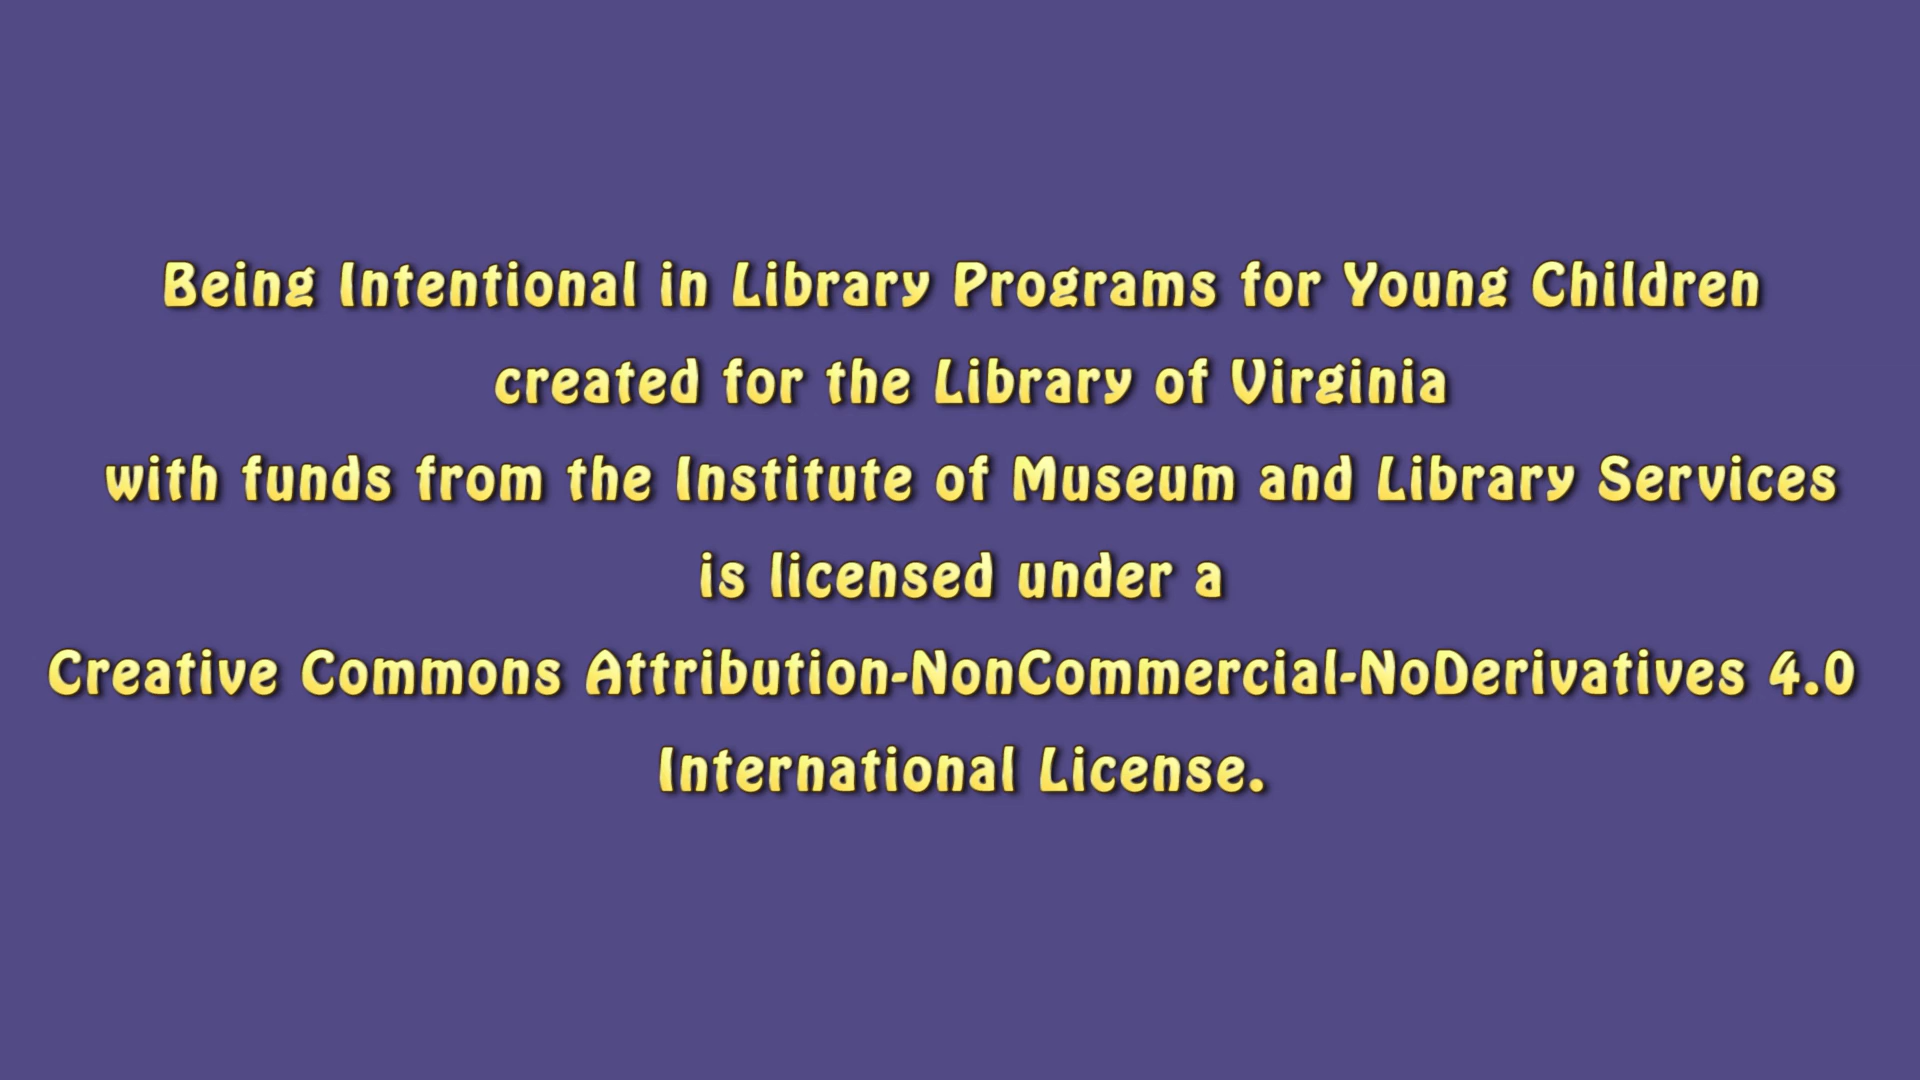 Being Intentional in Library Programs for Young Children
created for the Library of Virginia
with funds from the Institute of Museum and Library Services
is licensed under a
Creative Commons Attribution-NonCommercial-NoDerivatives 4.0
International License.